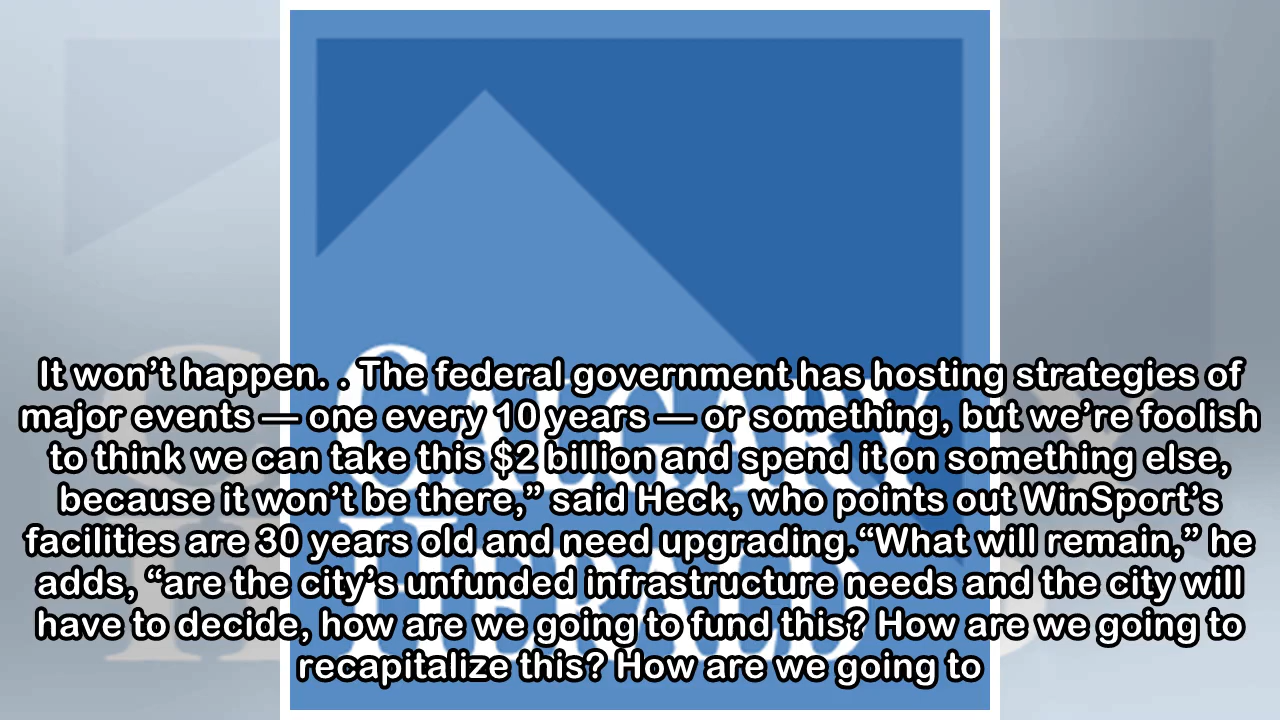 It won’t happen. . The federal government has hosting strategies of
major events — one every 10 years — or something, but we’re foolish
to think we can take this $2 billion and spend it on something else,
because it won’t be there,” said Heck, who points out WinSport’s
facilities are 30 years old and need upgrading.“What will remain,” he
adds, “are the city’s unfunded infrastructure needs and the city will
have to decide, how are we going to fund this? How are we going to
recapitalize this? How are we going to
CALGARY
HERALD